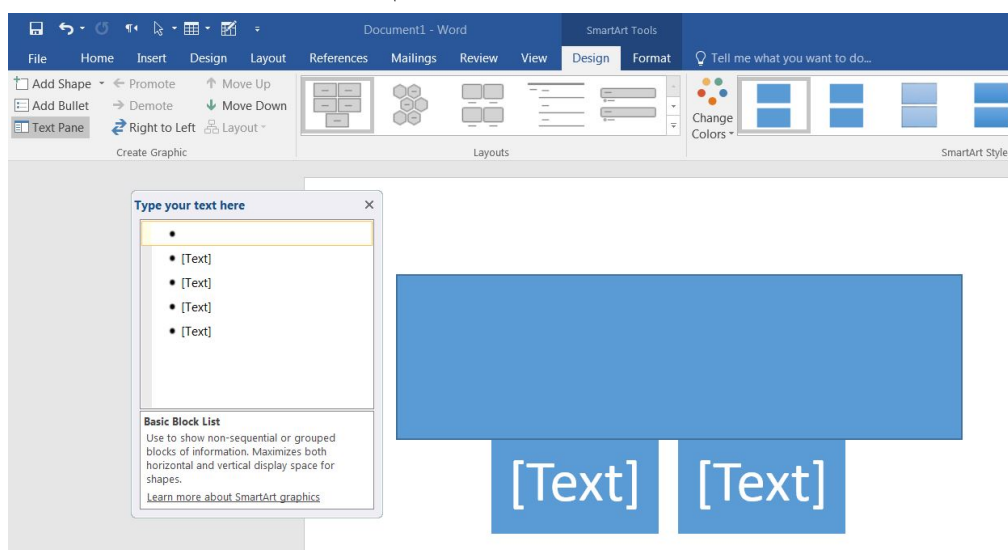 Document1 - Word
SmartArt Tools
File Home Insert Design Layout References Mailings Review View Design Format Tell me what you want to do...
Add Shape Promote Move Up
Add Bullet Demote Move Down
Text Pane Right to Left Layout
Change
Colors
Create Graphic Layouts SmartArt Style
Type your text here
[Text]
[Text]
[Text]
[Text]
Basic Block List
Use to show non-sequential or grouped
blocks of information. Maximizes both
horizontal and vertical display space for
shapes.
Learn more about SmartArt graphics
[Text] [Text]